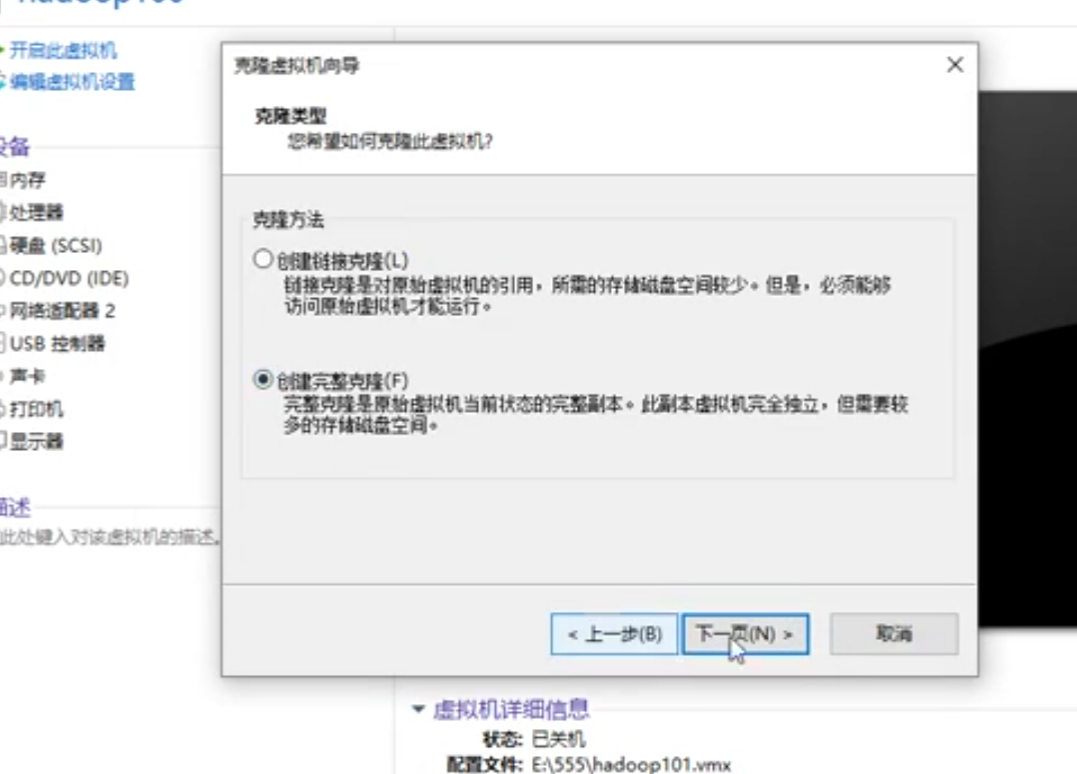 开启此虚拟机
编辑虚拟机设置
设备
内存
处理器
硬盘 (SCSI)
CD/DVD (IDE)
网络适配器 2
USB 控制器
声卡
打印机
显示器
描述
此处键入对该虚拟机的描述。
克隆虚拟机向导
克隆类型
您希望如何克隆此虚拟机?
克隆方法
创建链接克隆(L)
链接克隆是对原始虚拟机的引用，所需的存储磁盘空间较少。但是，必须能够
访问原始虚拟机才能运行。
创建完整克隆(F)
完整克隆是原始虚拟机当前状态的完整副本。此副本虚拟机完全独立，但需要较
多的存储磁盘空间。
< 上一步(B)
下一页(N) >
取消
虚拟机详细信息
状态: 已关机
配置文件: E:\555\hadoop101.vmx